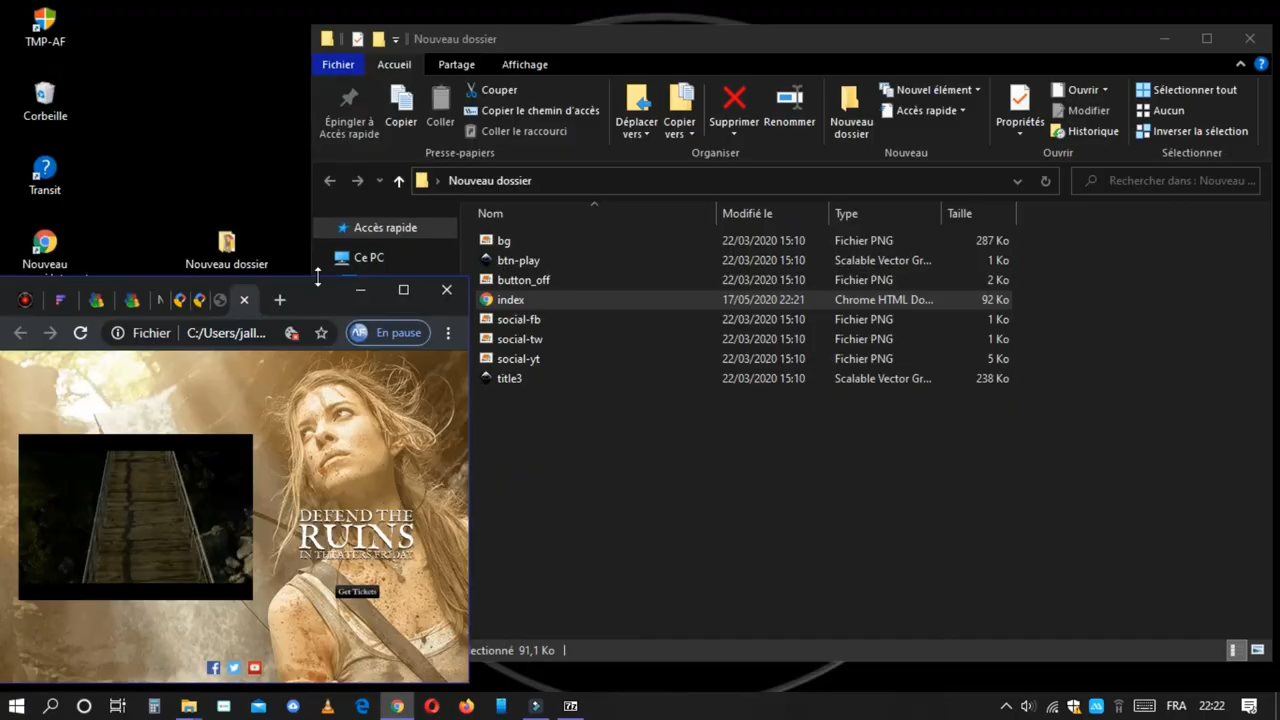 TMP-AF
Corbeille
Transit
Nouveau
Nouveau dossier
Nouveau dossier
Fichier Accueil Partage Affichage
Épingler à
Accès rapide
Copier
Coller
Couper
Copier le chemin d'accès
Coller le raccourci
Presse-papiers
Déplacer
vers
Copier
vers
Supprimer
Renommer
Organiser
Nouveau
dossier
Nouvel élément
Accès rapide
Nouveau
Propriétés
Ouvrir
Modifier
Historique
Ouvrir
Sélectionner tout
Aucun
Inverser la sélection
Sélectionner
Nouveau dossier
Rechercher dans : Nouveau ...
Accès rapide
Ce PC
Nom Modifié le Type Taille
bg 22/03/2020 15:10 Fichier PNG 287 Ko
btn-play 22/03/2020 15:10 Scalable Vector Gr... 1 Ko
button_off 22/03/2020 15:10 Fichier PNG 2 Ko
index 17/05/2020 22:21 Chrome HTML Do... 92 Ko
social-fb 22/03/2020 15:10 Fichier PNG 1 Ko
social-tw 22/03/2020 15:10 Fichier PNG 1 Ko
social-yt 22/03/2020 15:10 Fichier PNG 5 Ko
title3 22/03/2020 15:10 Scalable Vector Gr... 238 Ko
ectionné 91,1 Ko
Fichier C:/Users/jall...
AF En pause
DEFEND THE
RUINS
IN THEATERS FRIDAY
Get Tickets
FRA 22:22